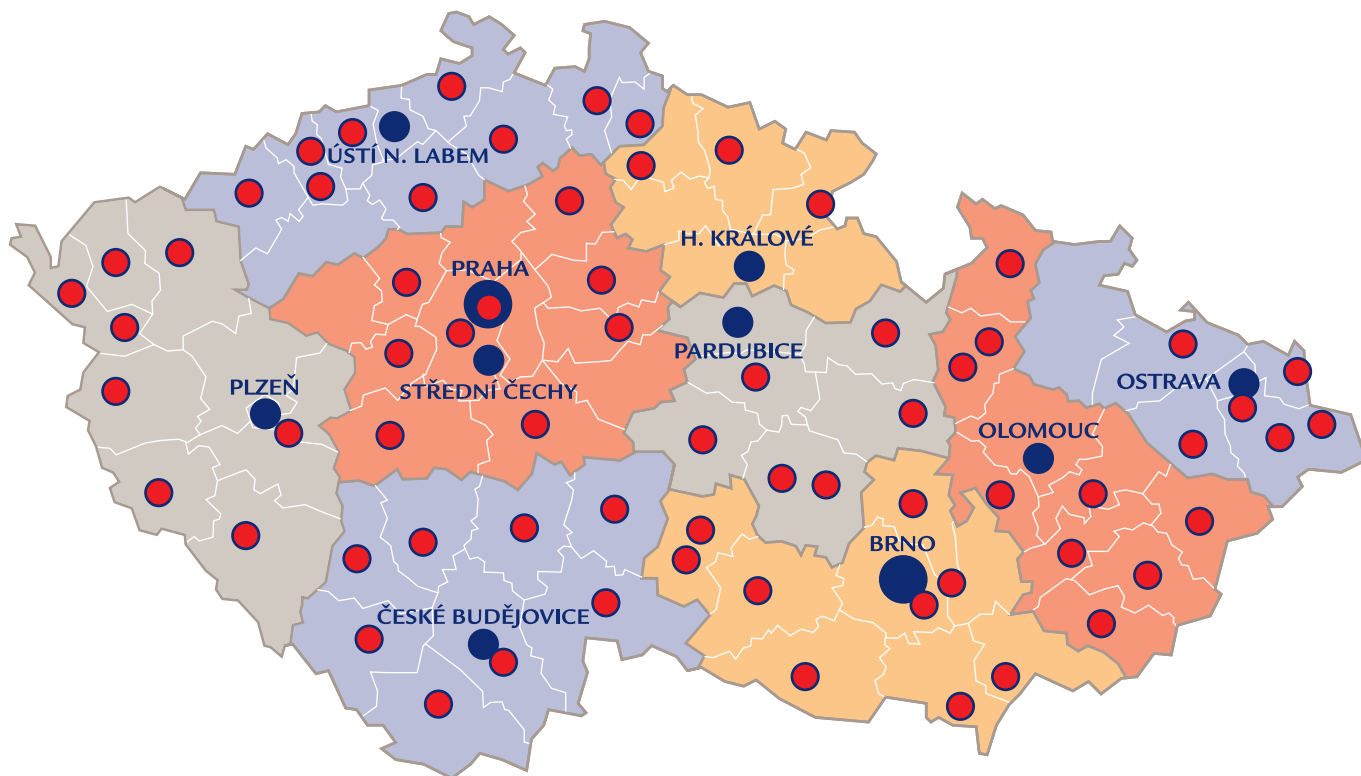 ÚSTÍ N. LABEM
H. KRÁLOVÉ
PRAHA
PARDUBICE
PLZEŇ
STŘEDNÍ ČECHY
OSTRAVA
OLOMOUC
BRNO
ČESKÉ BUDĚJOVICE